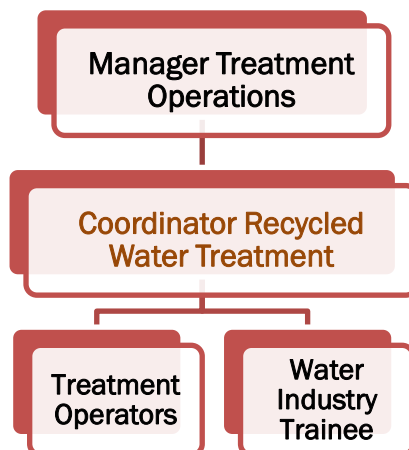 Manager Treatment
Operations
Coordinator Recycled
Water Treatment
Treatment
Operators
Water
Industry
Trainee